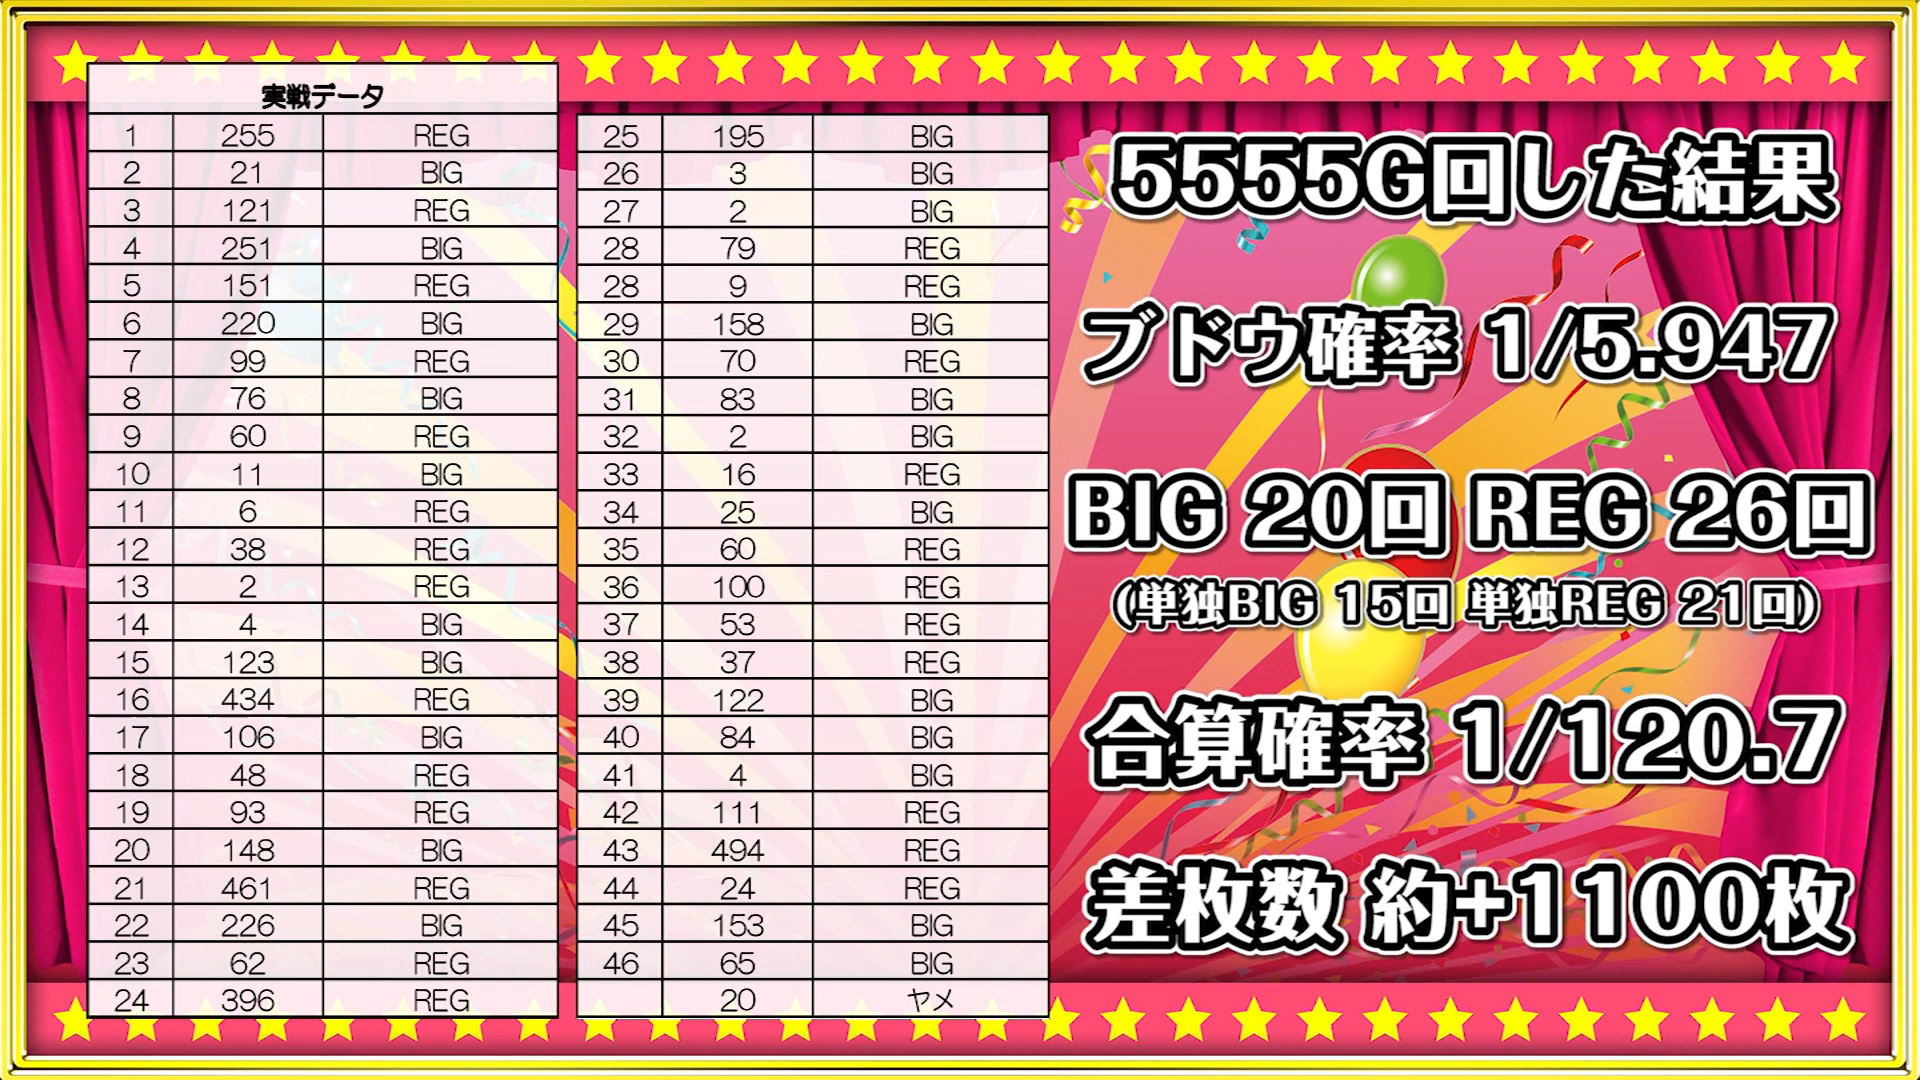 実戦データ
1 255 REG
2 21 BIG
3 121 REG
4 251 BIG
5 151 REG
6 220 BIG
7 99 REG
8 76 BIG
9 60 REG
10 11 BIG
11 6 REG
12 38 REG
13 2 REG
14 4 BIG
15 123 BIG
16 434 REG
17 106 BIG
18 48 REG
19 93 REG
20 148 BIG
21 461 REG
22 226 BIG
23 62 REG
24 396 REG
25 195 BIG
26 3 BIG
27 2 BIG
28 79 REG
28 9 REG
29 158 BIG
30 70 REG
31 83 BIG
32 2 BIG
33 16 REG
34 25 BIG
35 60 REG
36 100 REG
37 53 REG
38 37 REG
39 122 BIG
40 84 BIG
41 4 BIG
42 111 REG
43 494 REG
44 24 REG
45 153 BIG
46 65 BIG
20 ヤメ
5555G回した結果
ブドウ確率 1/5.947
BIG 20回 REG 26回
(単独BIG 15回 単独REG 21回)
合算確率 1/120.7
差枚数 約+1100枚